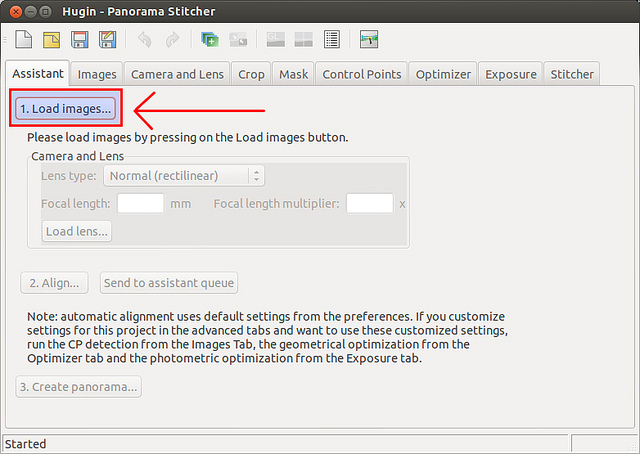 Hugin - Panorama Stitcher
Assistant Images Camera and Lens Crop Mask Control Points Optimizer Exposure Stitcher
1. Load images...
Please load images by pressing on the Load images button.
Camera and Lens
Lens type: Normal (rectilinear)
Focal length: mm Focal length multiplier: x
Load lens...
2. Align... Send to assistant queue
Note: automatic alignment uses default settings from the preferences. If you customize
settings for this project in the advanced tabs and want to use these customized settings,
run the CP detection from the Images Tab, the geometrical optimization from the
Optimizer tab and the photometric optimization from the Exposure tab.
3. Create panorama...
Started